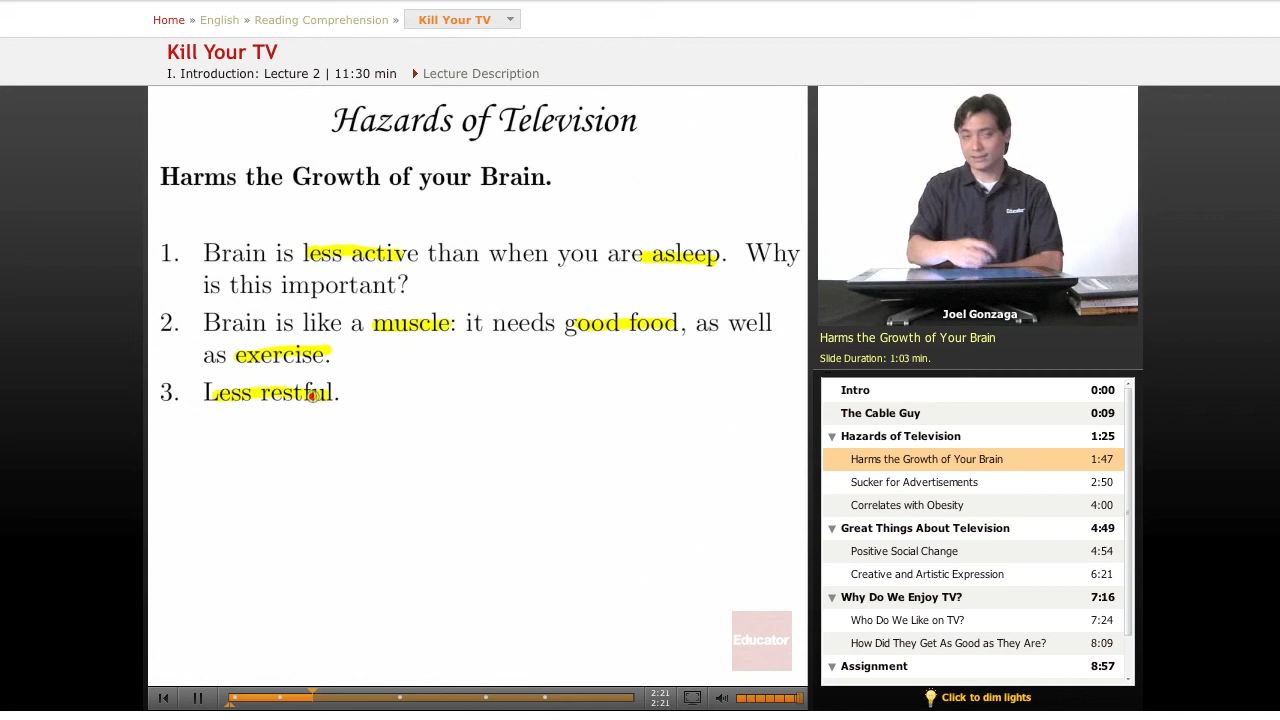 Home » English » Reading Comprehension » Kill Your TV
Kill Your TV
I. Introduction: Lecture 2 | 11:30 min Lecture Description
Hazards of Television
Harms the Growth of your Brain.
1. Brain is less active than when you are asleep. Why
is this important?
2. Brain is like a muscle: it needs good food, as well
as exercise.
3. Less restful.
Educator
Educator
Joel Gonzaga
Harms the Growth of Your Brain
Slide Duration: 1:03 min.
Intro 0:00
The Cable Guy 0:09
Hazards of Television 1:25
Harms the Growth of Your Brain 1:47
Sucker for Advertisements 2:50
Correlates with Obesity 4:00
Great Things About Television 4:49
Positive Social Change 4:54
Creative and Artistic Expression 6:21
Why Do We Enjoy TV? 7:16
Who Do We Like on TV? 7:24
How Did They Get As Good as They Are? 8:09
Assignment 8:57
2:21
2:21
Click to dim lights